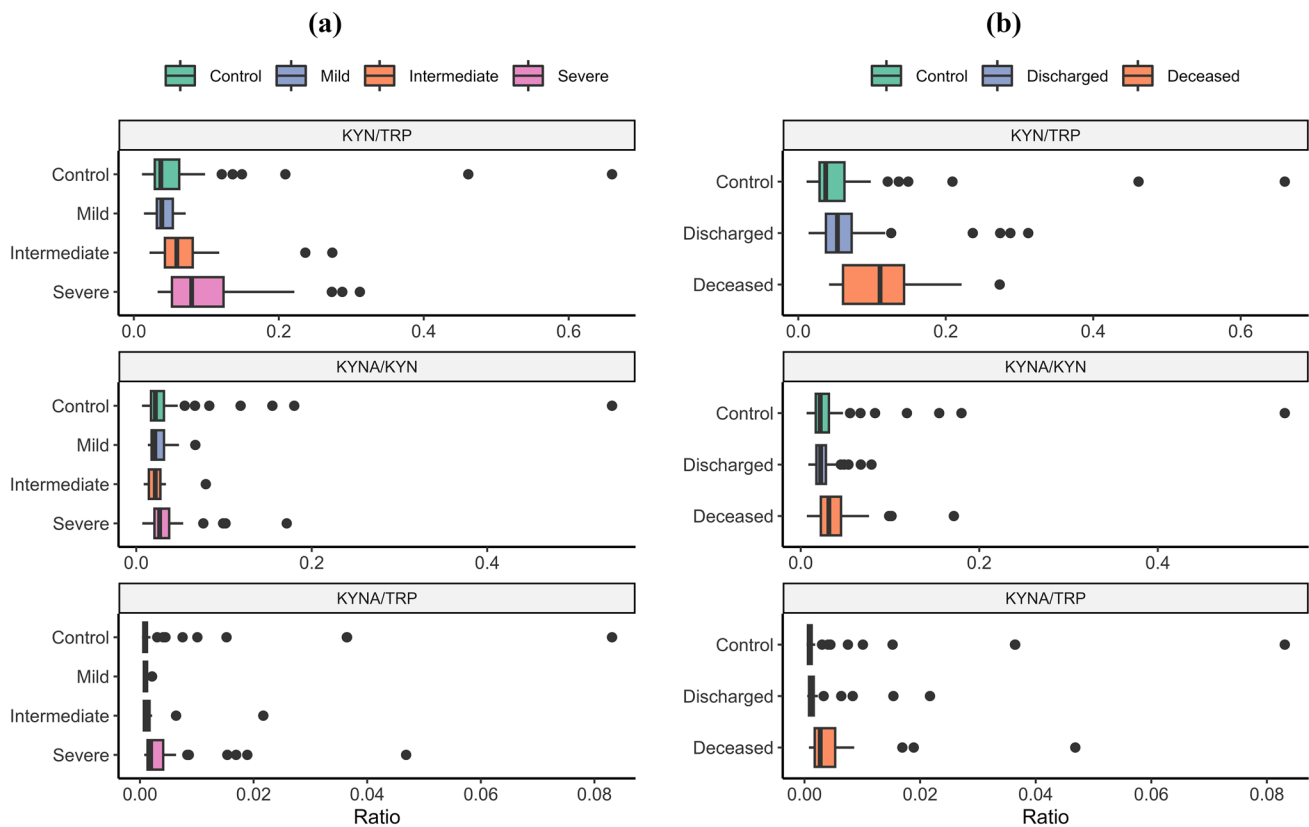 (a)
Control Mild Intermediate Severe
KYN/TRP
Control
Mild
Intermediate
Severe
0.0 0.2 0.4 0.6
KYNA/KYN
Control
Mild
Intermediate
Severe
0.0 0.2 0.4
KYNA/TRP
Control
Mild
Intermediate
Severe
0.00 0.02 0.04 0.06 0.08
Ratio
(b)
Control Discharged Deceased
KYN/TRP
Control
Discharged
Deceased
0.0 0.2 0.4 0.6
KYNA/KYN
Control
Discharged
Deceased
0.0 0.2 0.4
KYNA/TRP
Control
Discharged
Deceased
0.00 0.02 0.04 0.06 0.08
Ratio